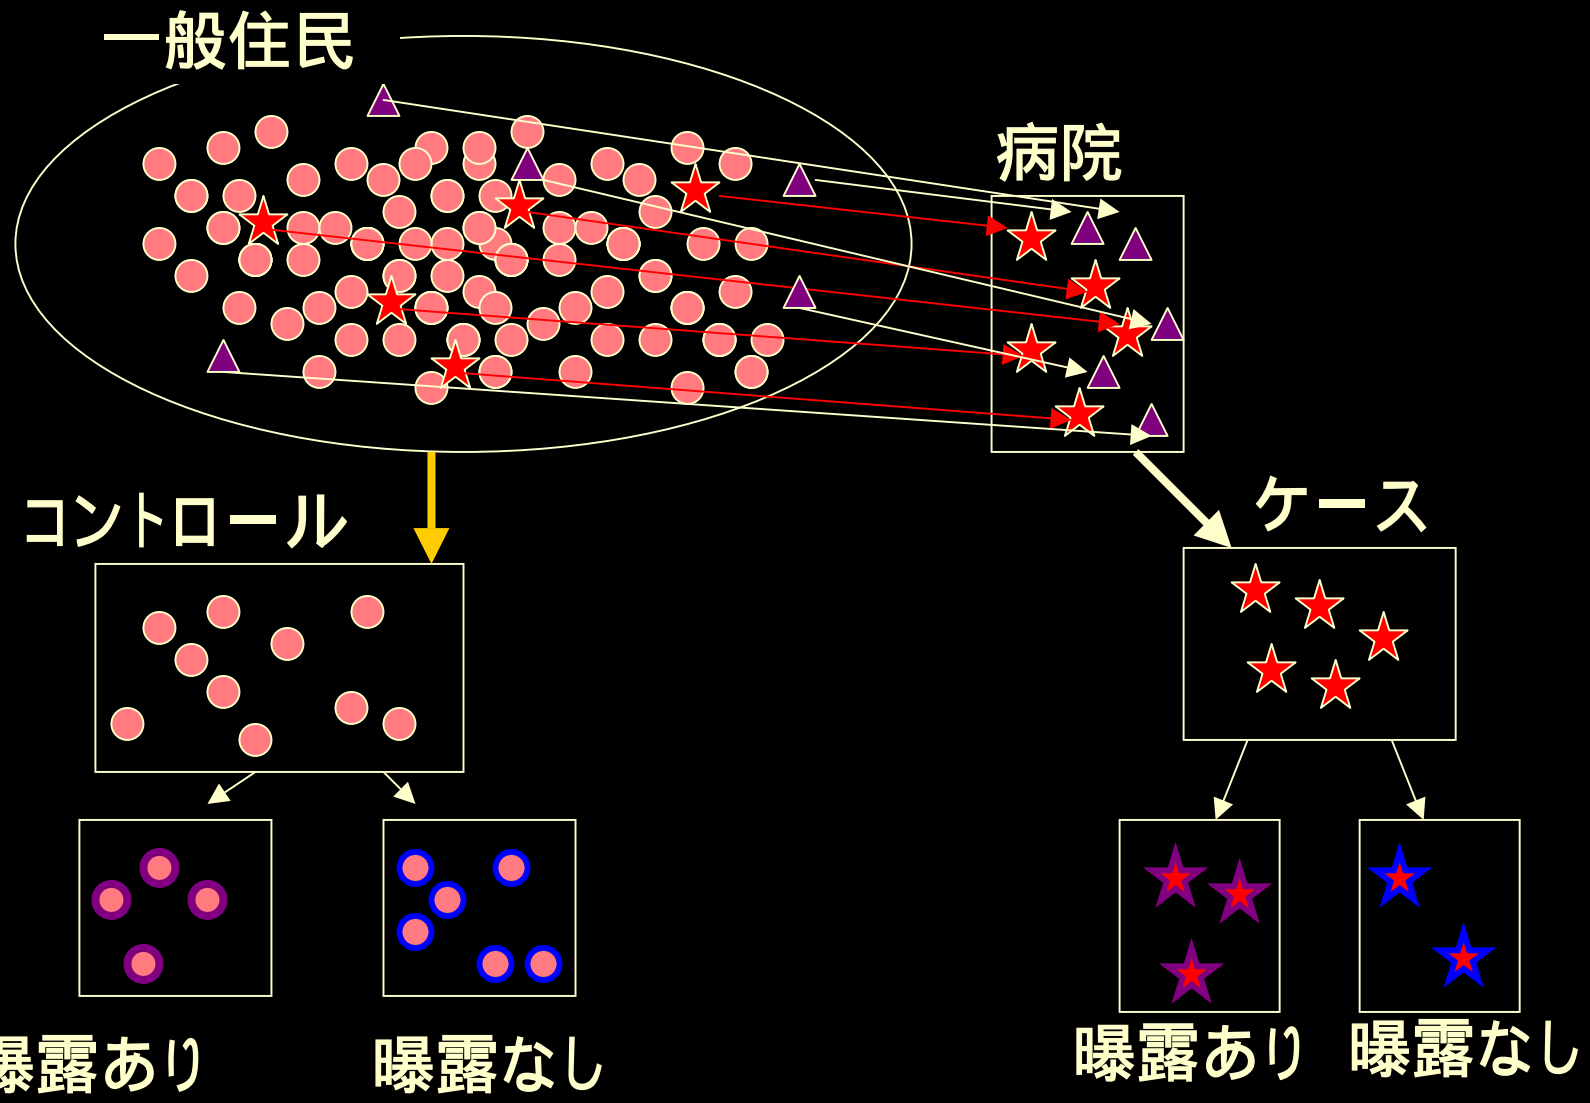 一般住民
病院
コントロール
ケース
曝露あり
曝露なし
曝露あり
曝露なし